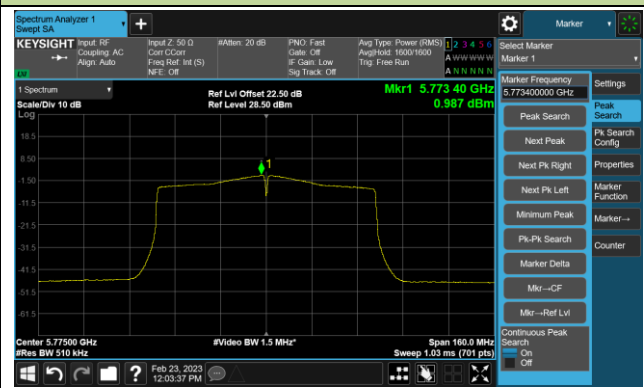 Spectrum Analyzer 1
Swept SA
Marker
KEYSIGHT
Input: RF
Coupling: AC
Align: Auto
Input Z: 50 Ω
Corr CCorr
Freq Ref: Int (S)
NFE: Off
#Atten: 20 dB
PNO: Fast
Gate: Off
IF Gain: Low
Sig Track: Off
Avg Type: Power (RMS)
Avg|Hold: 1600/1600
Trig: Free Run
1 2 3 4 5 6
A W W W W W
A N N N N N
Select Marker
Marker 1
1 Spectrum
Scale/Div 10 dB
Log
Ref Lvl Offset 22.50 dB
Ref Level 28.50 dBm
Mkr1 5.773 40 GHz
0.987 dBm
18.5
8.50
-1.50
-11.5
-21.5
-31.5
-41.5
-51.5
-61.5
1
Center 5.77500 GHz
#Res BW 510 kHz
#Video BW 1.5 MHz*
Span 160.0 MHz
Sweep 1.03 ms (701 pts)
Marker Frequency
5.773400000 GHz
Peak Search
Next Peak
Next Pk Right
Next Pk Left
Minimum Peak
Pk-Pk Search
Marker Delta
Mkr→CF
Mkr→Ref Lvl
Continuous Peak
Search
On
Off
Settings
Peak
Search
Pk Search
Config
Properties
Marker
Function
Marker→
Counter
Feb 23, 2023
12:03:37 PM